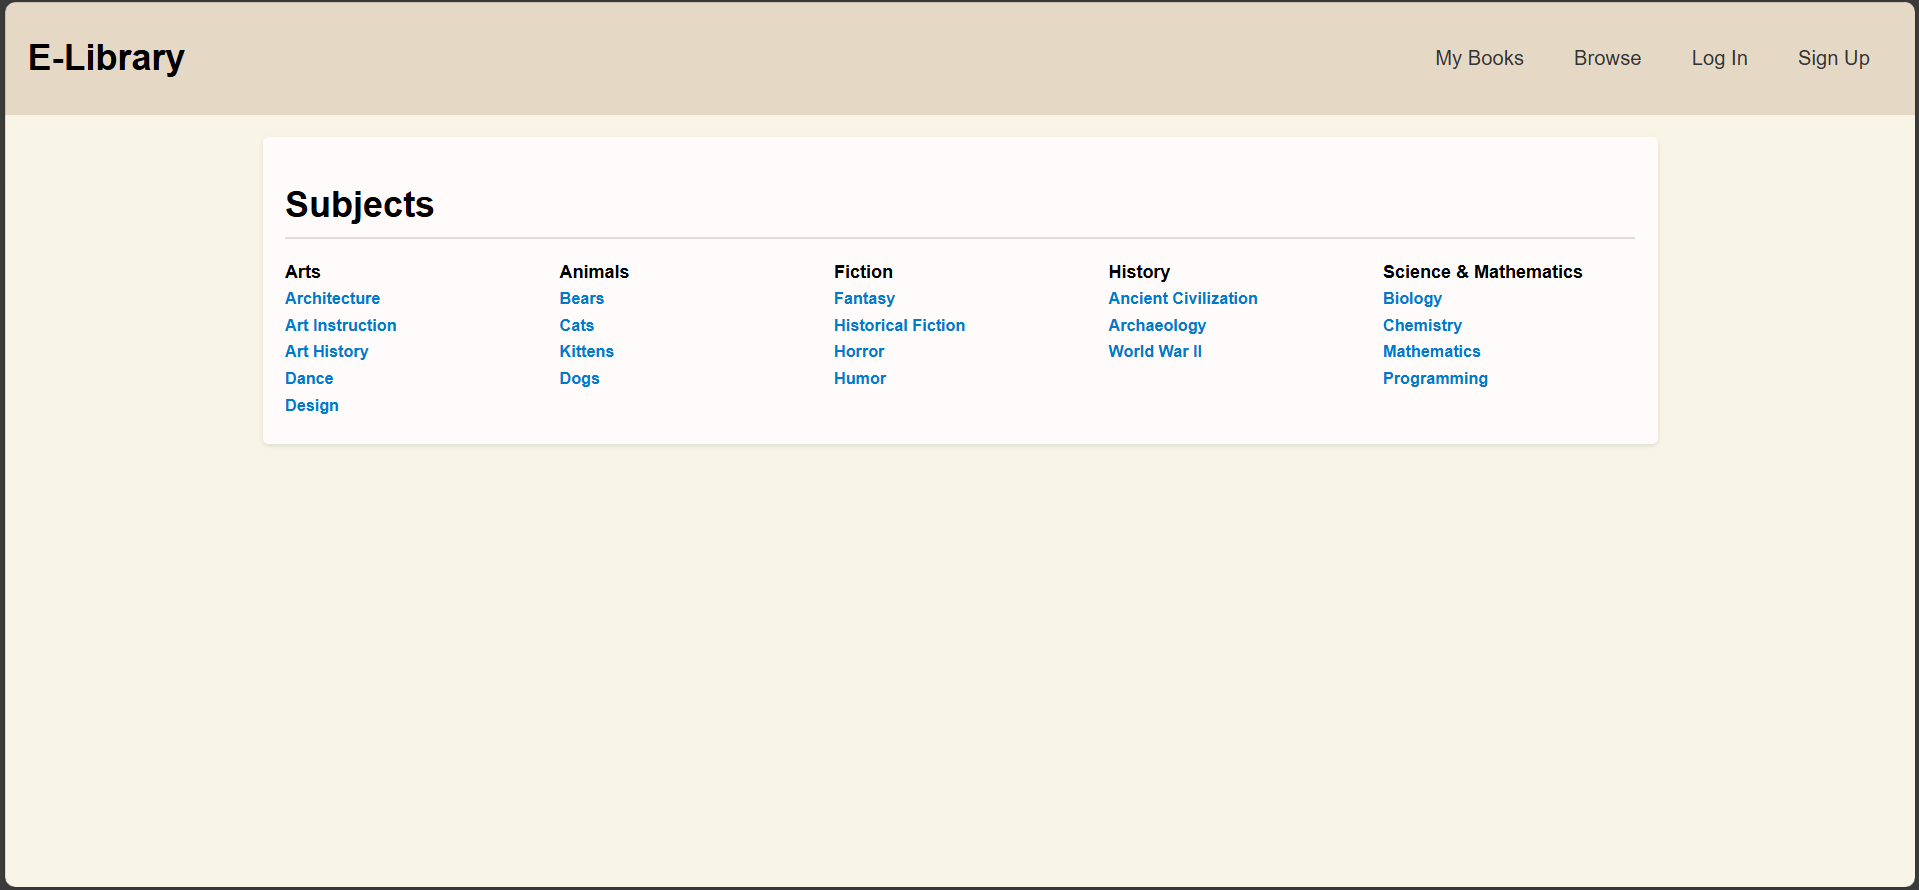 E-Library
My Books Browse Log In Sign Up
Subjects
Arts
Architecture
Art Instruction
Art History
Dance
Design
Animals
Bears
Cats
Kittens
Dogs
Fiction
Fantasy
Historical Fiction
Horror
Humor
History
Ancient Civilization
Archaeology
World War II
Science & Mathematics
Biology
Chemistry
Mathematics
Programming